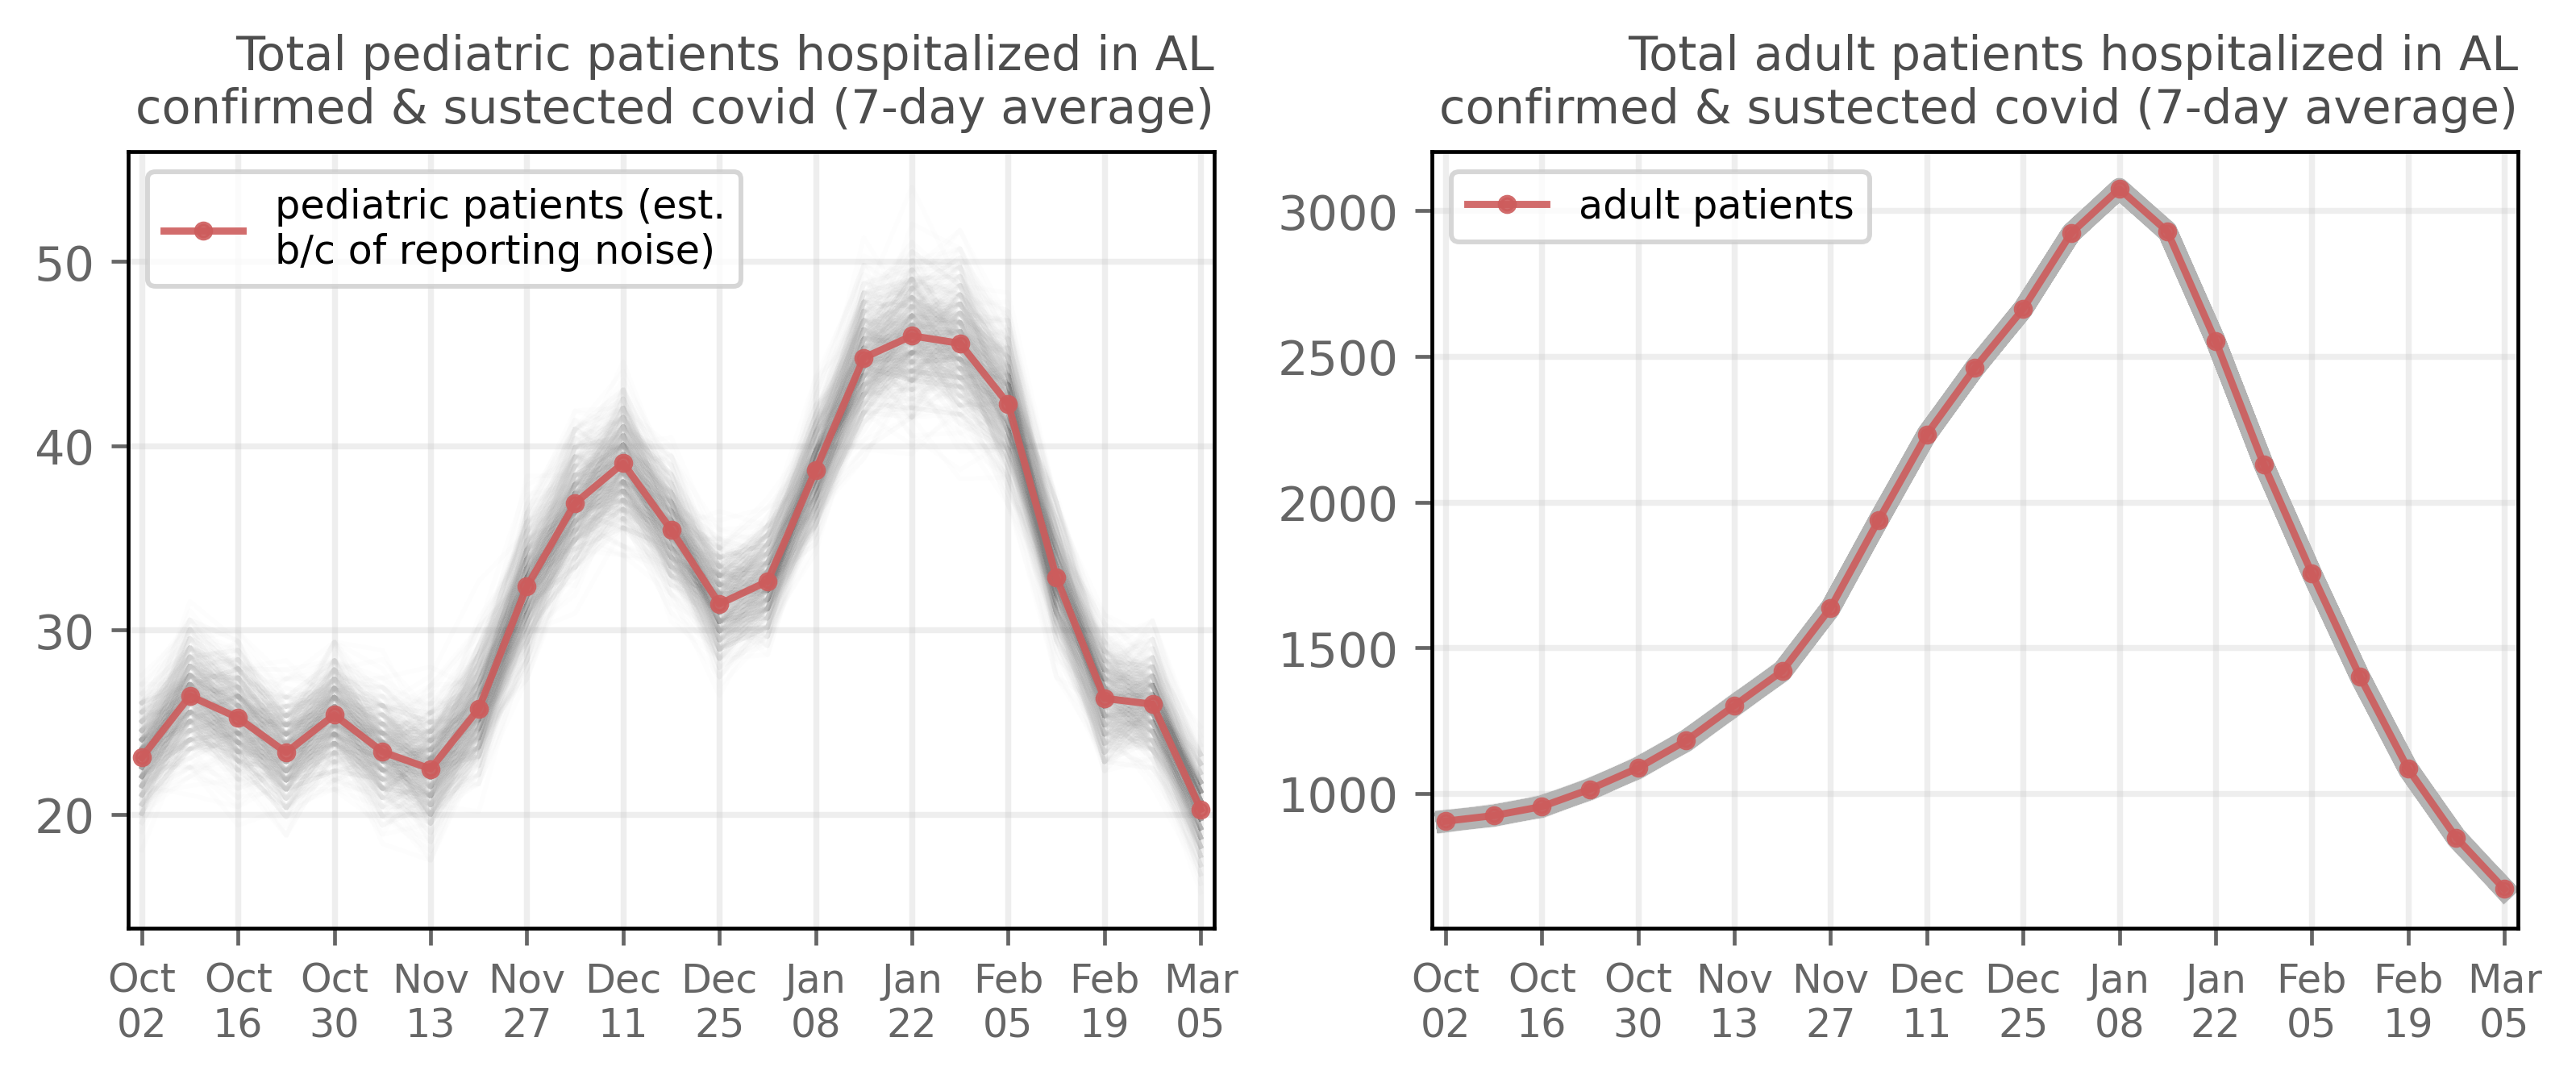 Total pediatric patients hospitalized in AL
confirmed & sustected covid (7-day average)
pediatric patients (est.
b/c of reporting noise)
50
40
30
20
Oct Oct Oct Nov Nov Dec Dec Jan Jan Feb Feb Mar
02 16 30 13 27 11 25 08 22 05 19 05
Total adult patients hospitalized in AL
confirmed & sustected covid (7-day average)
adult patients
3000
2500
2000
1500
1000
Oct Oct Oct Nov Nov Dec Dec Jan Jan Feb Feb Mar
02 16 30 13 27 11 25 08 22 05 19 05